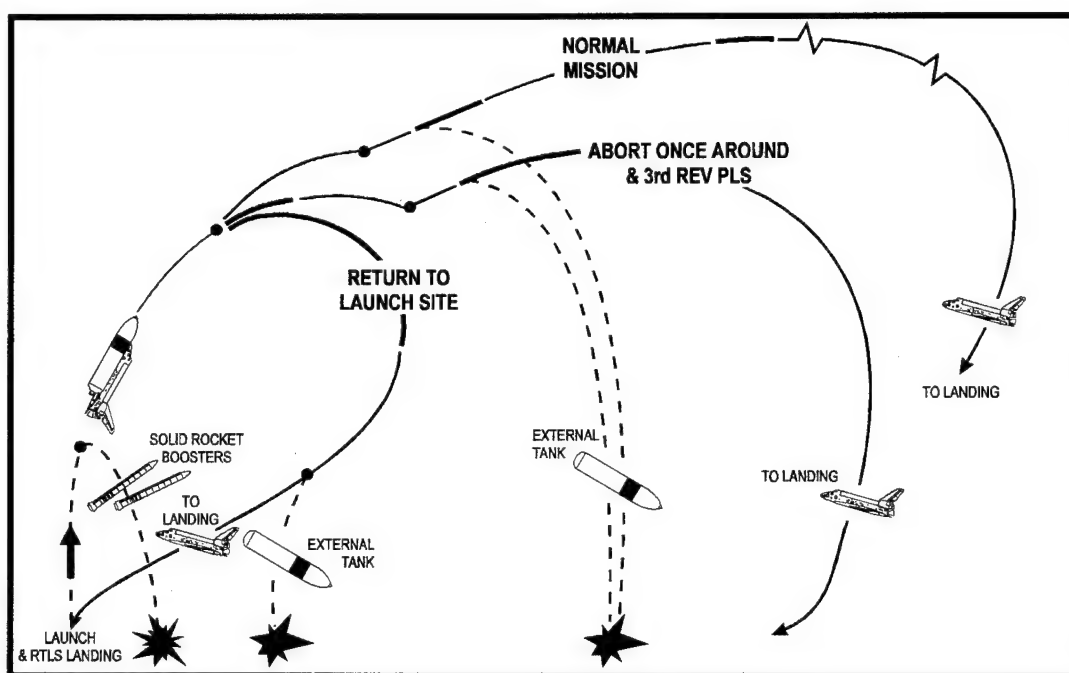 NORMAL
MISSION
ABORT ONCE AROUND
& 3rd REV PLS
RETURN TO
LAUNCH SITE
TO LANDING
SOLID ROCKET
BOOSTERS
EXTERNAL
TANK
TO LANDING
TO
LANDING
EXTERNAL
TANK
LAUNCH
& RTLS LANDING